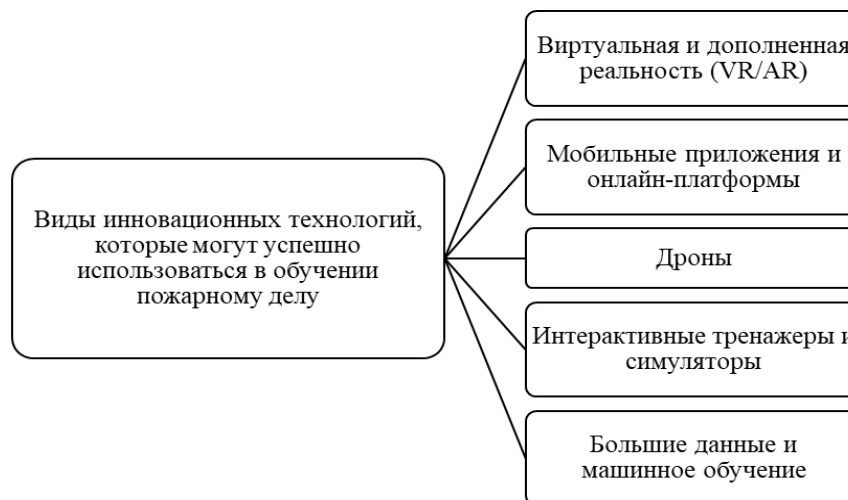 Виртуальная и дополненная
реальность (VR/AR)
Мобильные приложения и
онлайн-платформы
Виды инновационных технологий,
которые могут успешно
использоваться в обучении
пожарному делу
Дроны
Интерактивные тренажеры и
симуляторы
Большие данные и
машинное обучение